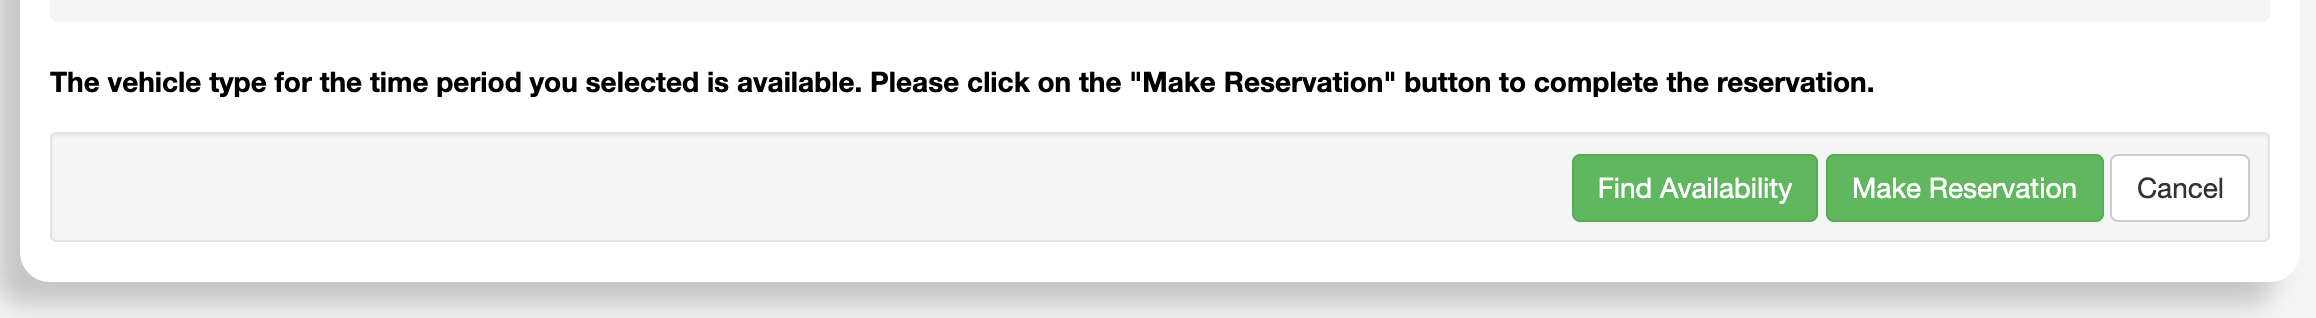 The vehicle type for the time period you selected is available. Please click on the "Make Reservation" button to complete the reservation.
Find Availability Make Reservation Cancel